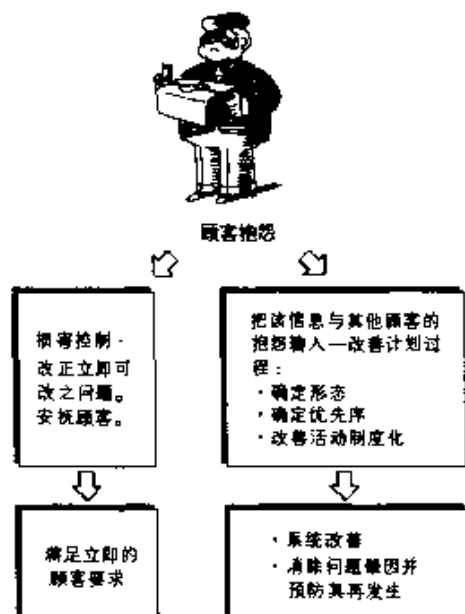 顾客抱怨
损害控制·
改正立即可
改之问题。
安抚顾客。
把该信息与其他顾客的
抱怨输入一改善计划过
程：
·确定形态
·确定优先序
·改善活动制度化
满足立即的
顾客要求
·系统改善
·消除问题最因并
预防其再发生